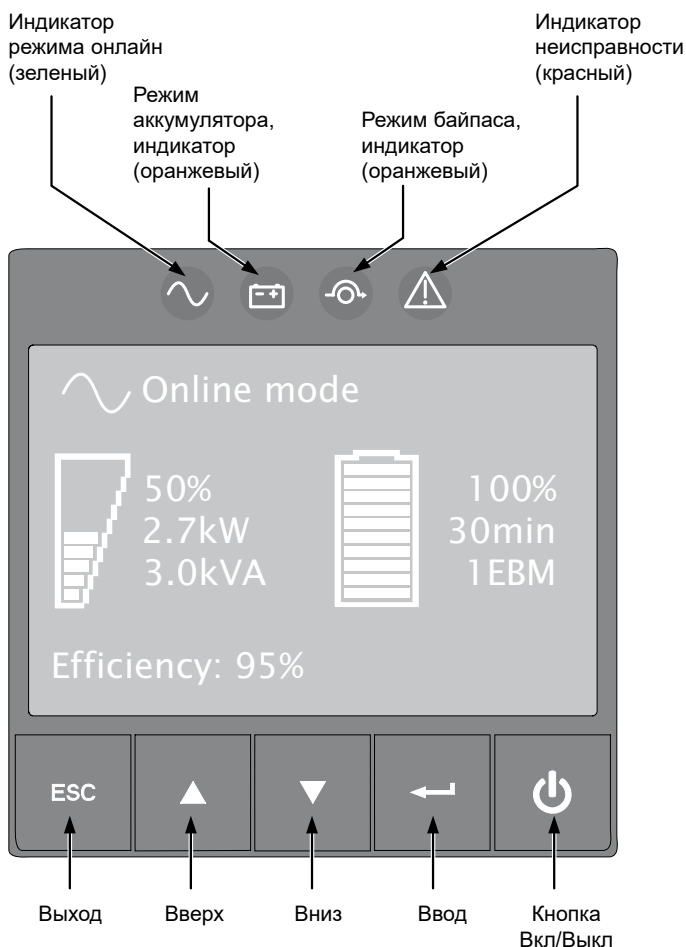 Индикатор
режима онлайн
(зеленый)
Режим
аккумулятора,
индикатор
(оранжевый)
Режим байпаса,
индикатор
(оранжевый)
Индикатор
неисправности
(красный)
Online mode
50%
2.7kW
3.0kVA
100%
30min
1EBM
Efficiency: 95%
ESC
Выход
Вверх
Вниз
Ввод
Кнопка
Вкл/Выкл